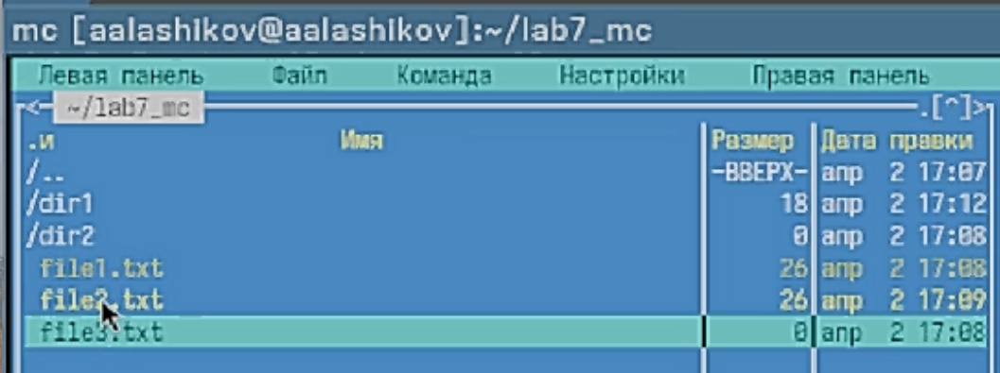 mc [aalashikov@aalashikov]:~/lab7_mc
Левая панель Файл Команда Настройки Правая панель
<- ~/lab7_mc .[^]>
.и Имя Размер Дата правки
/.. -ВВЕРХ- апр 2 17:07
/dir1 18 апр 2 17:12
/dir2 0 апр 2 17:08
file1.txt 26 апр 2 17:08
file2.txt 26 апр 2 17:09
file3.txt 0 апр 2 17:08